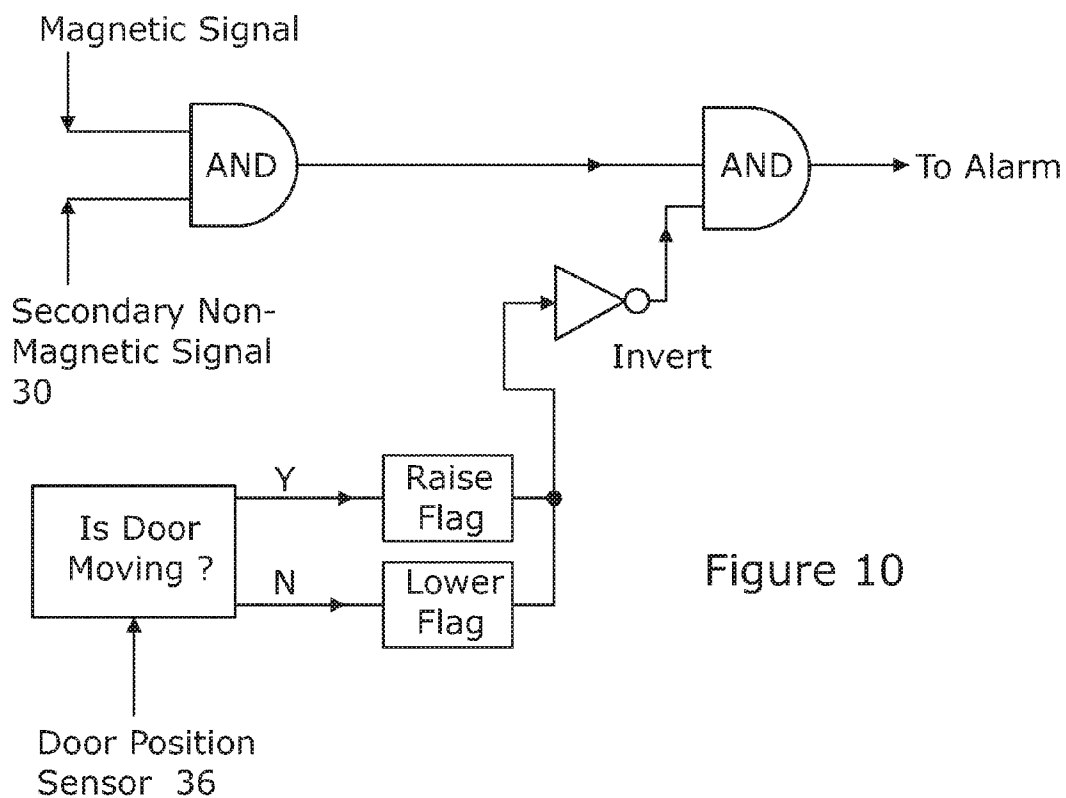 Magnetic Signal
AND
AND
To Alarm
Secondary Non-
Magnetic Signal
30
Invert
Is Door
Moving ?
Y
N
Raise
Flag
Lower
Flag
Figure 10
Door Position
Sensor 36